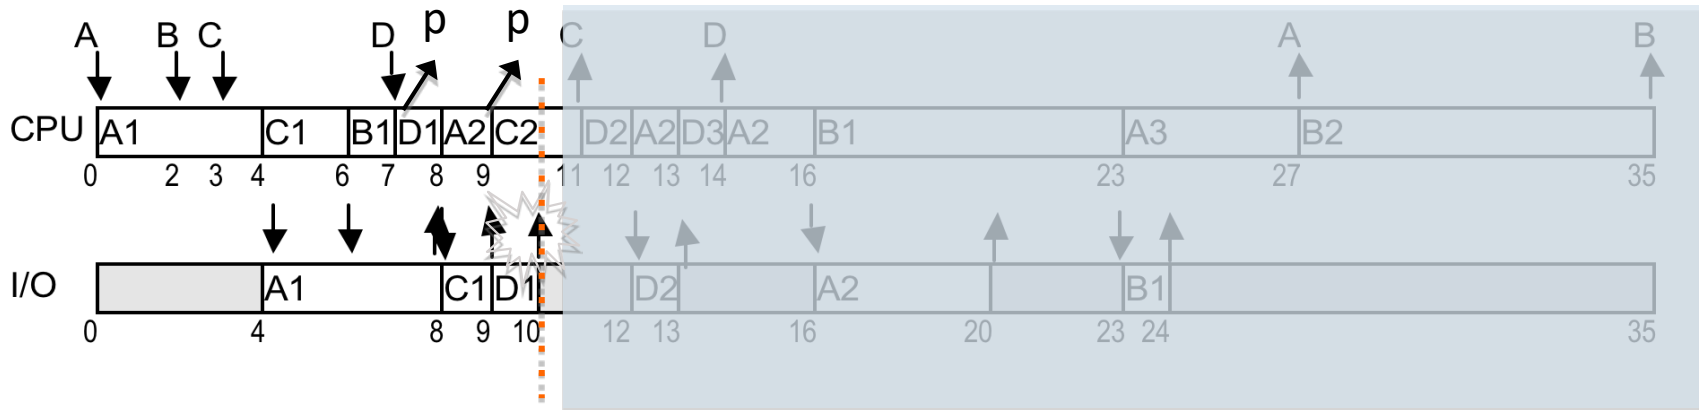 A B C D p p C D A B
CPU A1 C1 B1 D1 A2 C2 D2 A2 D3 A2 B1 A3 B2
0 2 3 4 6 7 8 9 11 12 13 14 16 23 27 35
I/O A1 C1 D1 D2 A2 B1
0 4 8 9 10 12 13 16 20 23 24 35